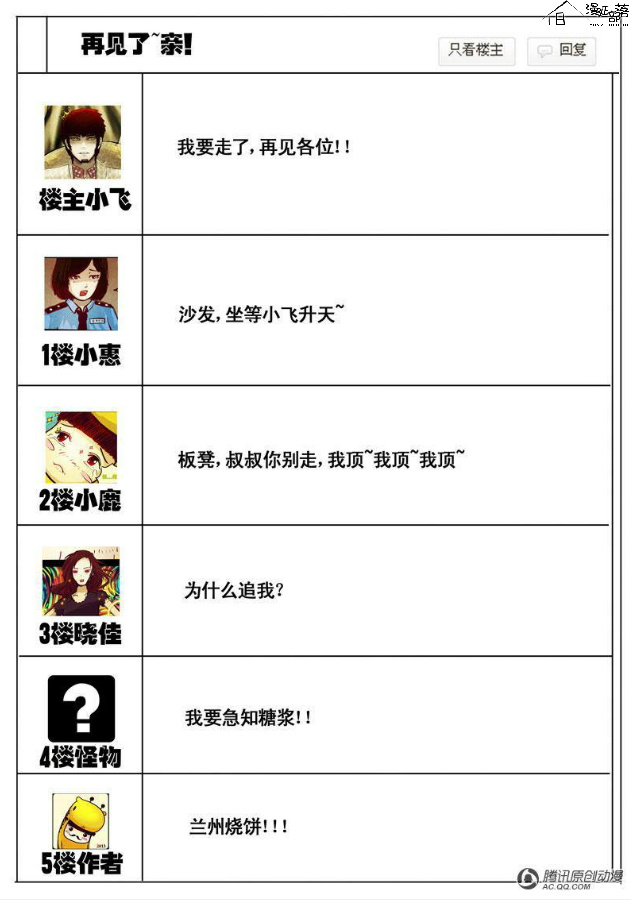 漫画部落
再见了~亲!
只看楼主
回复
我要走了,再见各位!!
楼主小飞
沙发,坐等小飞升天~
1楼小惠
板凳,叔叔你别走,我顶~我顶~我顶~
2楼小鹿
为什么追我?
3楼晓佳
我要急知糖浆!!
4楼怪物
兰州烧饼!!!
5楼作者
腾讯原创动漫
AC.QQ.COM